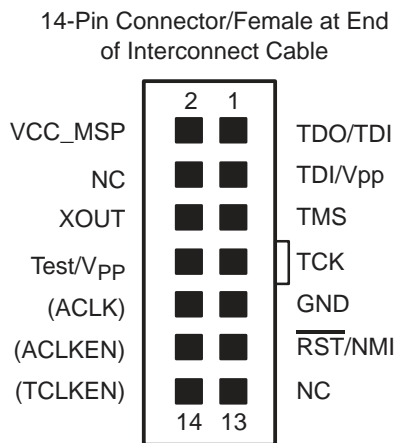 14-Pin Connector/Female at End
of Interconnect Cable
2 1
VCC_MSP TDO/TDI
NC TDI/Vpp
XOUT TMS
Test/VPP TCK
(ACLK) GND
(ACLKEN) RST/NMI
(TCLKEN) NC
14 13